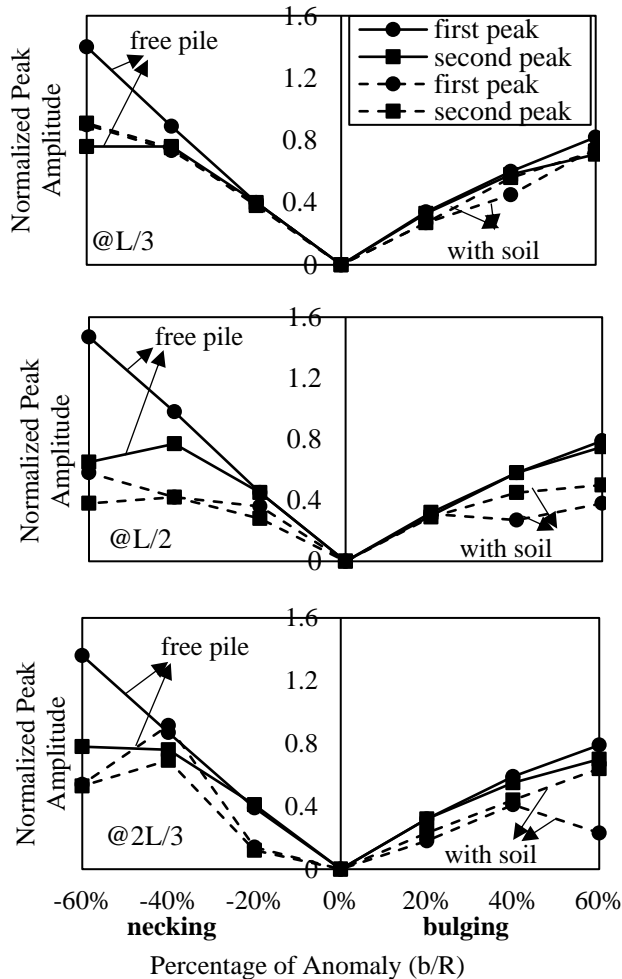 1.6
first peak
second peak
first peak
second peak
free pile
1.2
0.8
0.4
0
Normalized Peak
Amplitude
@L/3
with soil
1.6
free pile
1.2
0.8
0.4
0
Normalized Peak
Amplitude
@L/2
with soil
1.6
free pile
1.2
0.8
0.4
0
Normalized Peak
Amplitude
@2L/3
with soil
-60% -40% -20% 0% 20% 40% 60%
necking bulging
Percentage of Anomaly (b/R)